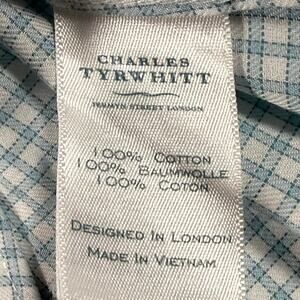 CHARLES
TYRWHITT
JERMYN STREET LONDON
100% COTTON
100% BAUMWOLLE
100% COTON
DESIGNED IN LONDON
MADE IN VIETNAM